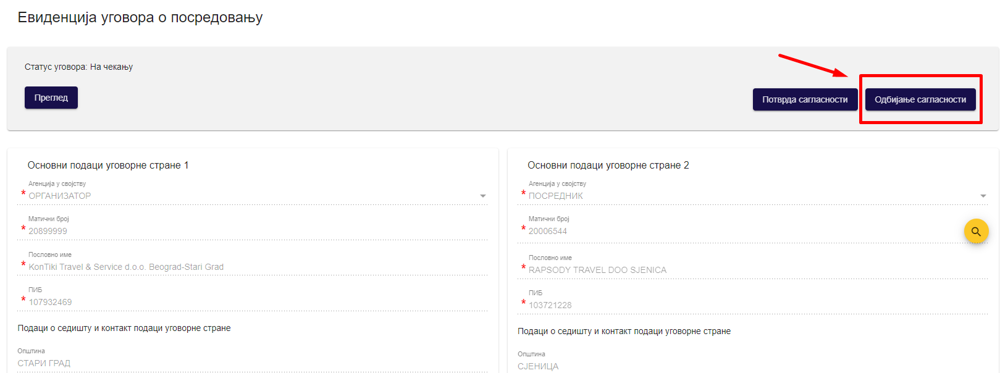 Евиденција уговора о посредовању
Статус уговора: На чекању
Преглед
Потврда сагласности
Одбијање сагласности
Основни подаци уговорне стране 1
Агенција у својству
* ОРГАНИЗАТОР
Матични број
* 20899999
Пословно име
* KonTiki Travel & Service d.o.o. Beograd-Stari Grad
ПИБ
* 107932469
Подаци о седишту и контакт подаци уговорне стране
Општина
СТАРИ ГРАД
Основни подаци уговорне стране 2
Агенција у својству
* ПОСРЕДНИК
Матични број
* 20006544
Пословно име
* RAPSODY TRAVEL DOO SJENICA
ПИБ
* 103721228
Подаци о седишту и контакт подаци уговорне стране
Општина
СЈЕНИЦА